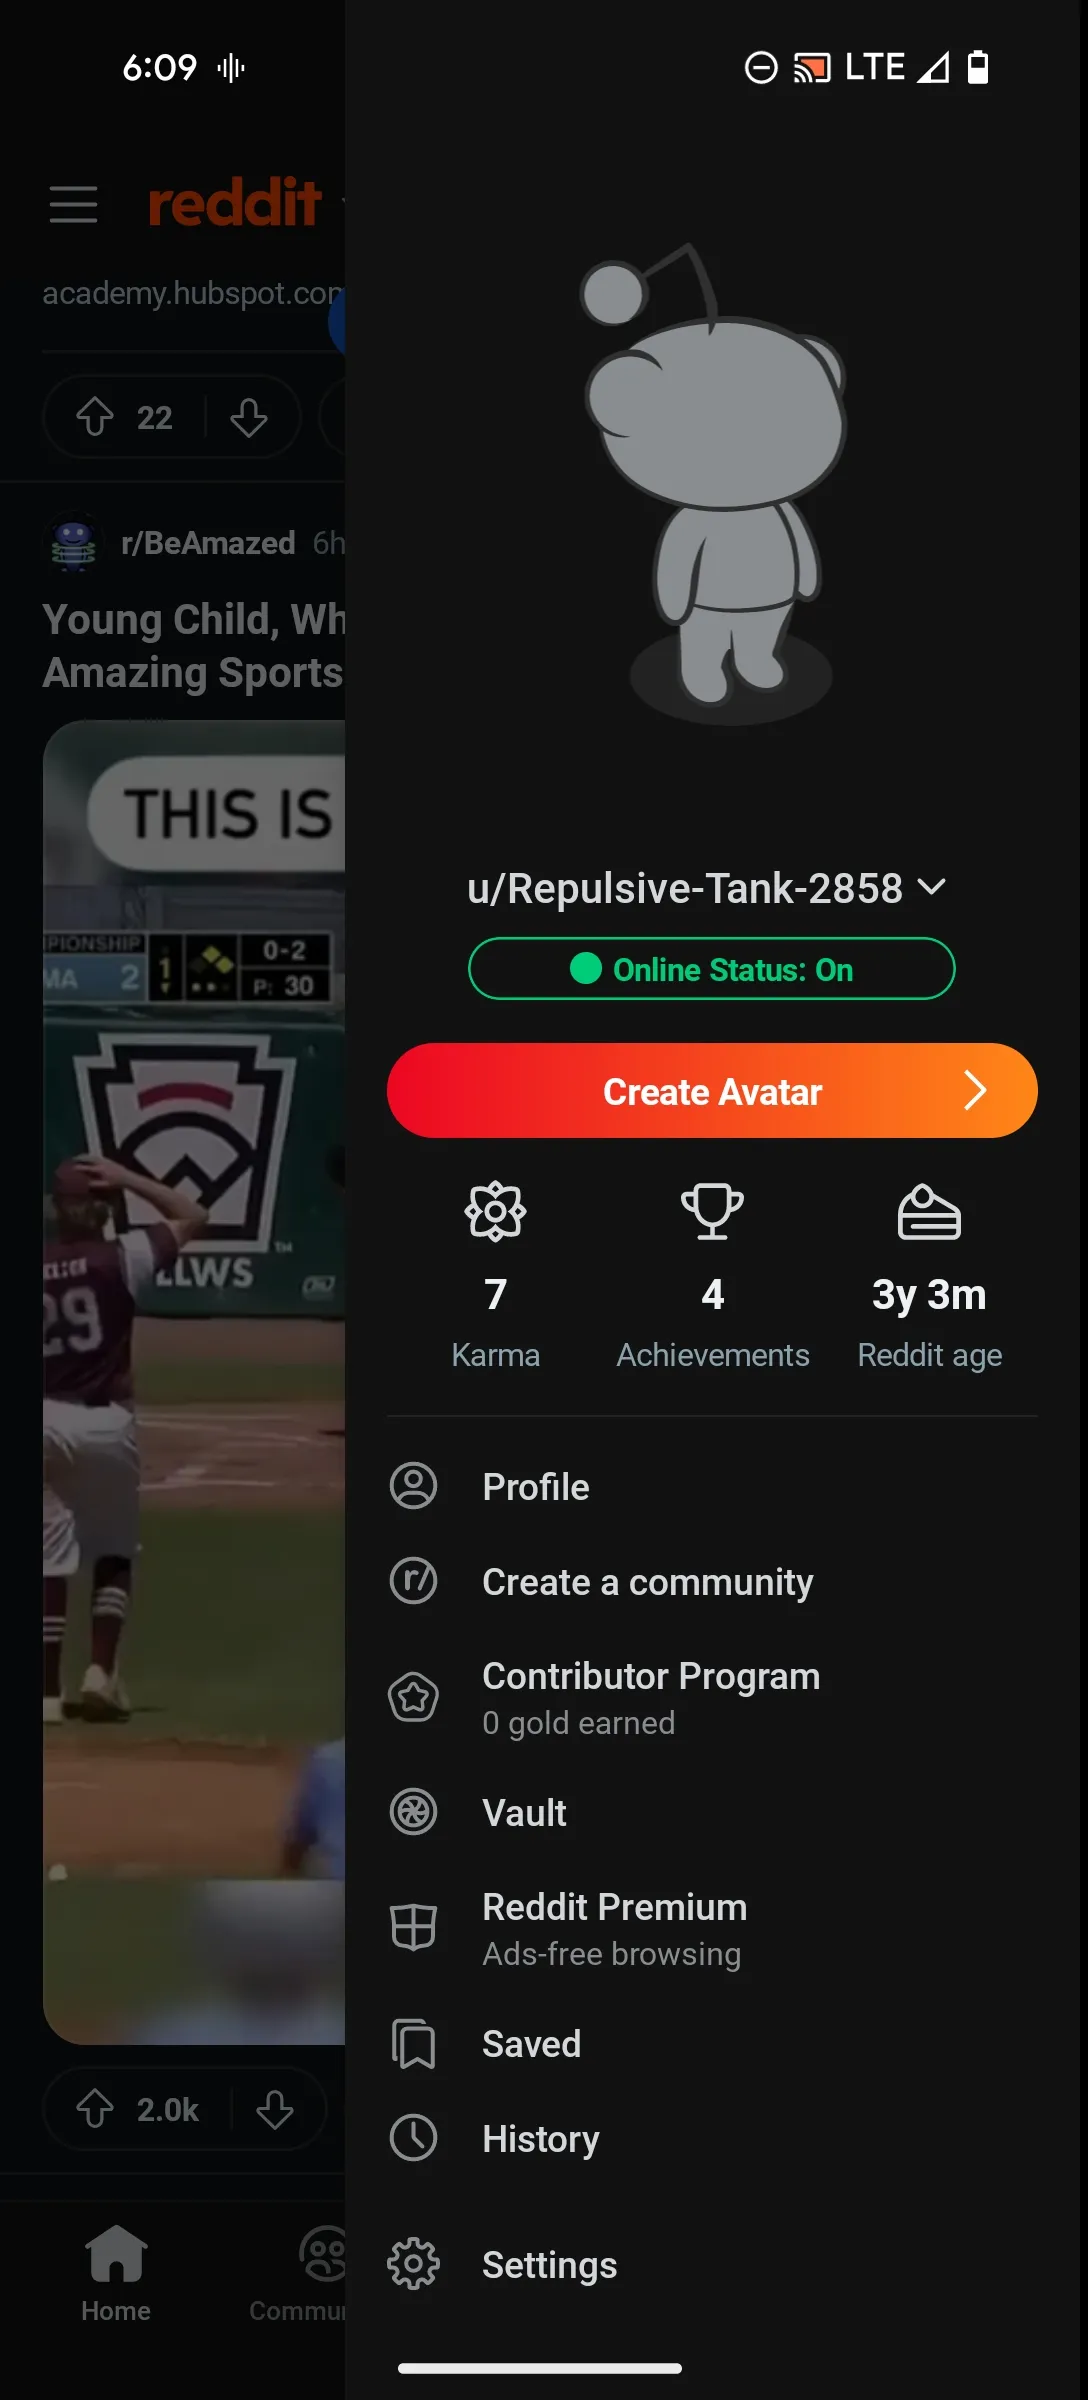 6:09
LTE
reddit
academy.hubspot.com
22
r/BeAmazed 6h
Young Child, Wh
Amazing Sports
THIS IS
PIONSHIP
MA 2 1 0-2
P: 30
TM
LLWS
29
2.0k
Home
Commun
u/Repulsive-Tank-2858
Online Status: On
Create Avatar
7
Karma
4
Achievements
3y 3m
Reddit age
Profile
r/
Create a community
Contributor Program
0 gold earned
Vault
Reddit Premium
Ads-free browsing
Saved
History
Settings